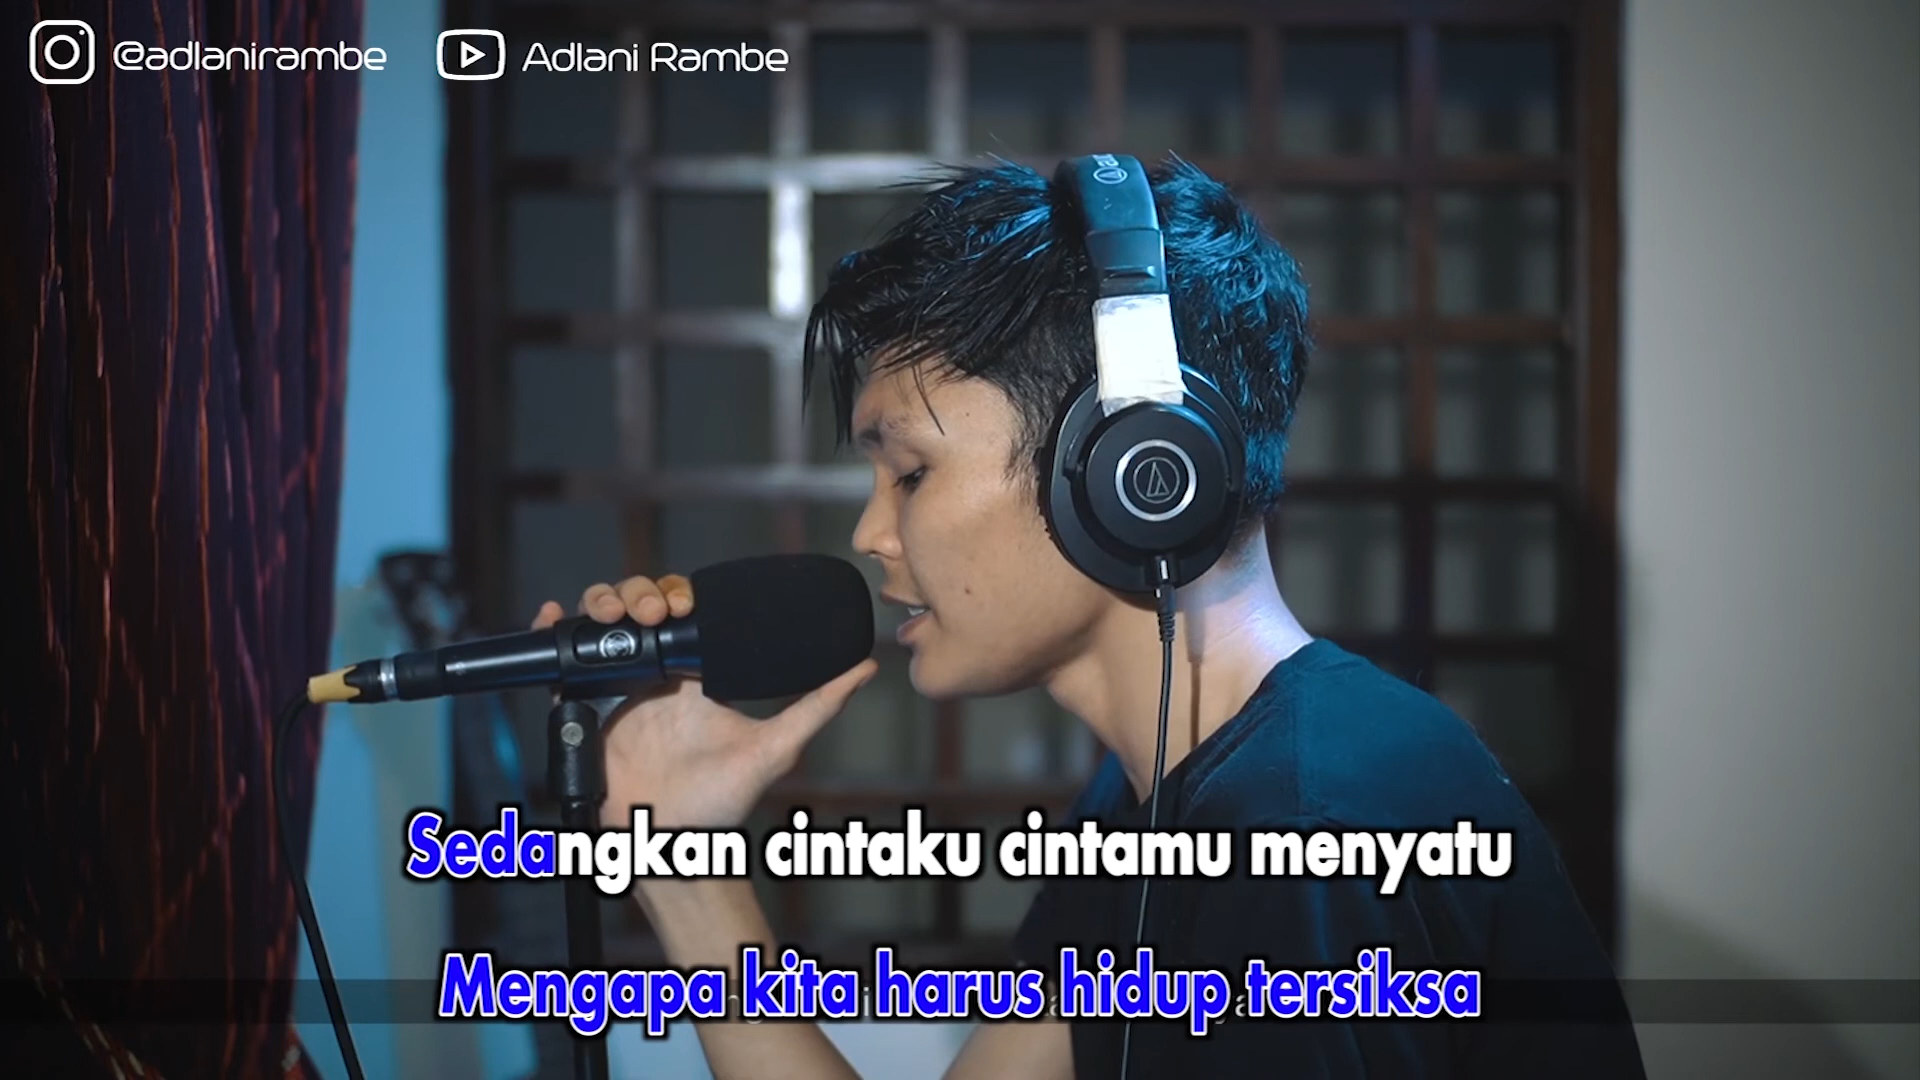 @adlanirambe
Adlani Rambe
Sedangkan cintaku cintamu menyatu
Mengapa kita harus hidup tersiksa